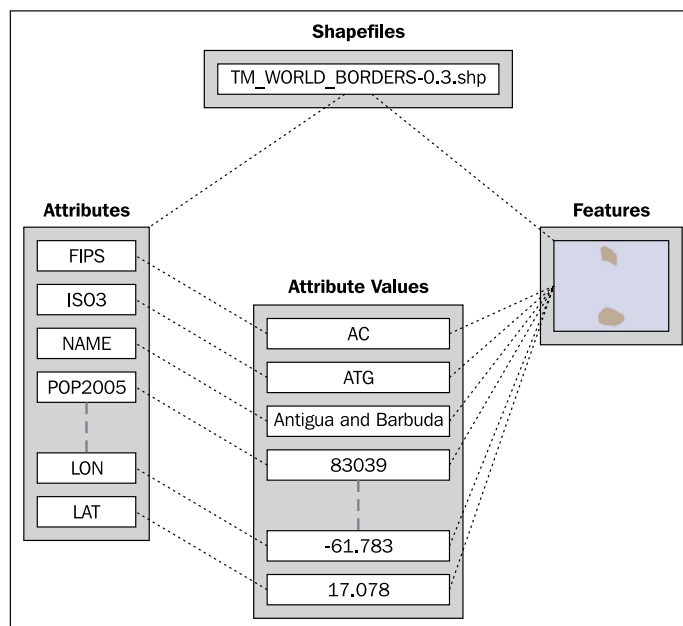 Shapefiles
TM_WORLD_BORDERS-0.3.shp
Attributes
FIPS
ISO3
NAME
POP2005
LON
LAT
Attribute Values
AC
ATG
Antigua and Barbuda
83039
-61.783
17.078
Features